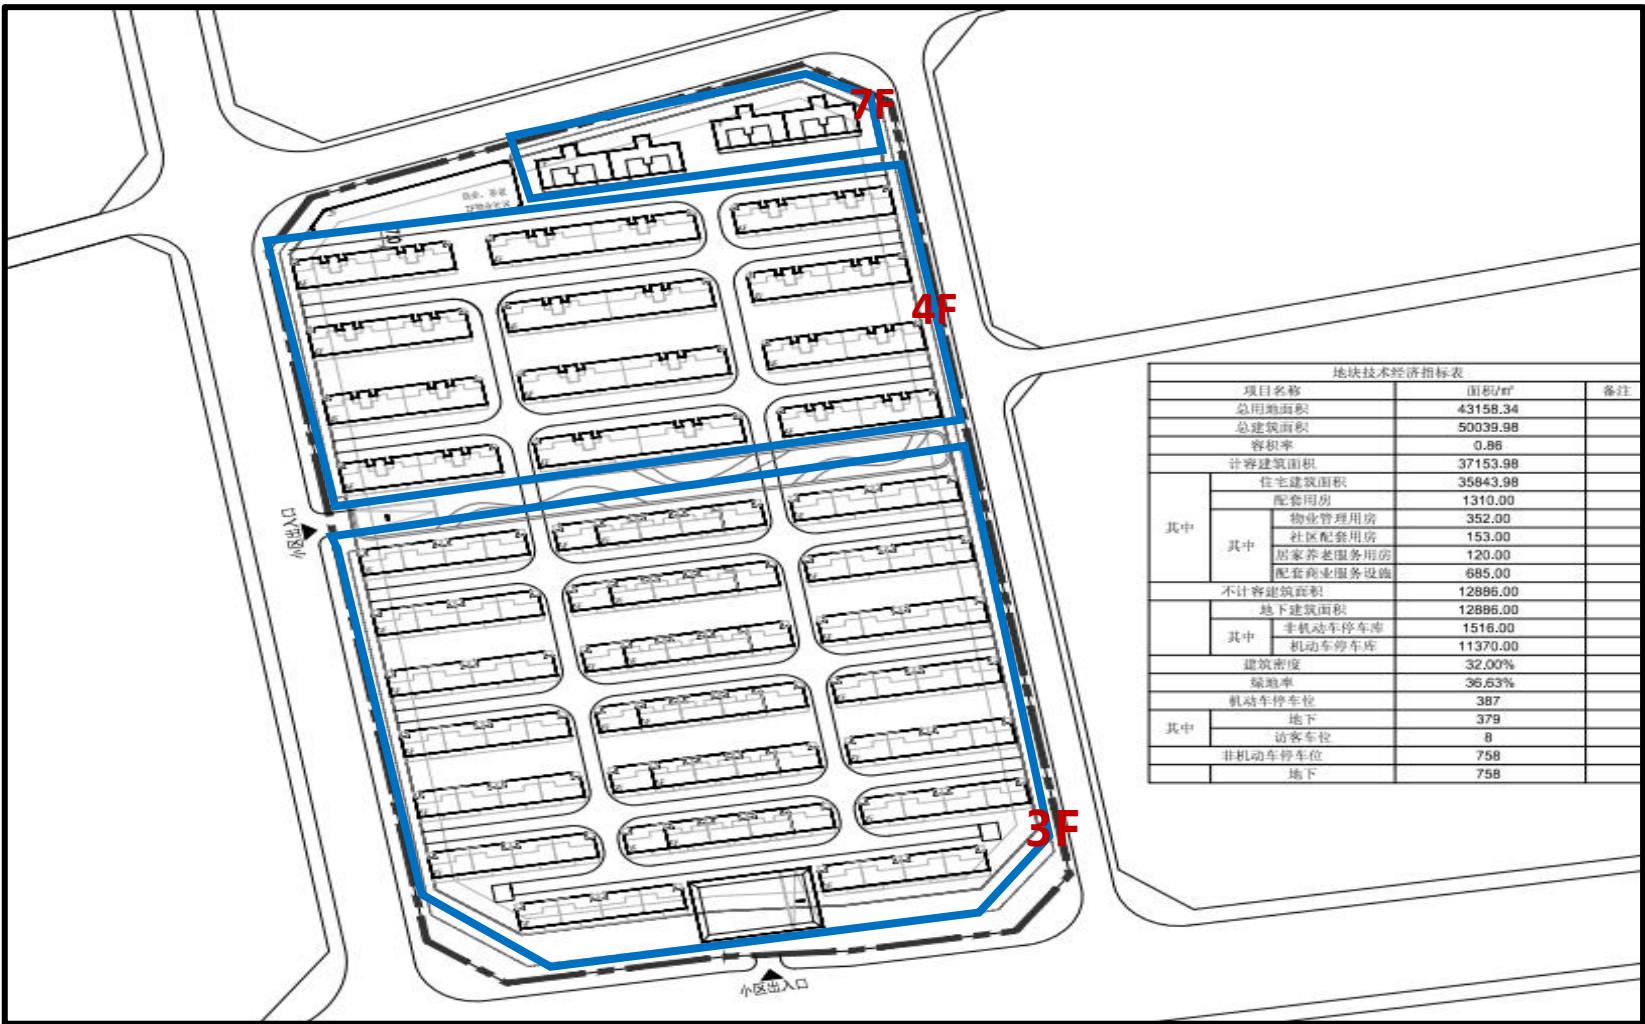 7F
商业、养老
4F
地块技术经济指标表
项目名称 面积/㎡ 备注
总用地面积 43158.34
总建筑面积 50039.98
容积率 0.86
计容建筑面积 37153.98
其中 住宅建筑面积 35843.98
配套用房 1310.00
其中 物业管理用房 352.00
社区配套用房 153.00
居家养老服务用房 120.00
配套商业服务设施 685.00
不计容建筑面积 12886.00
地下建筑面积 12886.00
其中 非机动车停车库 1516.00
机动车停车库 11370.00
建筑密度 32.00%
绿地率 36.63%
机动车停车位 387
其中 地下 379
访客车位 8
非机动车停车位 758
地下 758
小区出入口
3F
小区出入口